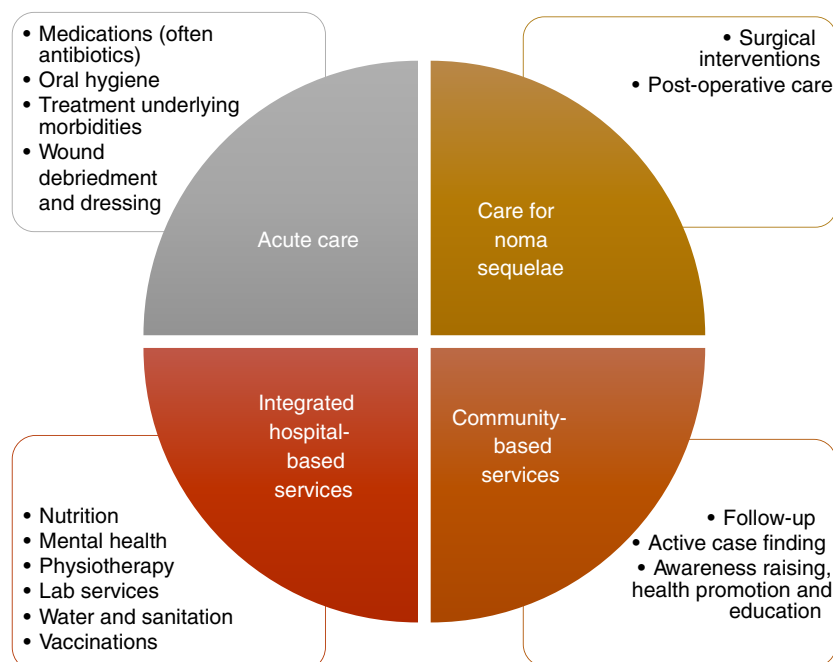 • Medications (often
antibiotics)
• Oral hygiene
• Treatment underlying
morbidities
• Wound
debriedment
and dressing
• Surgical
interventions
• Post-operative care
Acute care
Care for
noma
sequelae
Integrated
hospital-
based
services
Community-
based
services
• Nutrition
• Mental health
• Physiotherapy
• Lab services
• Water and sanitation
• Vaccinations
• Follow-up
• Active case finding
• Awareness raising,
health promotion and
education